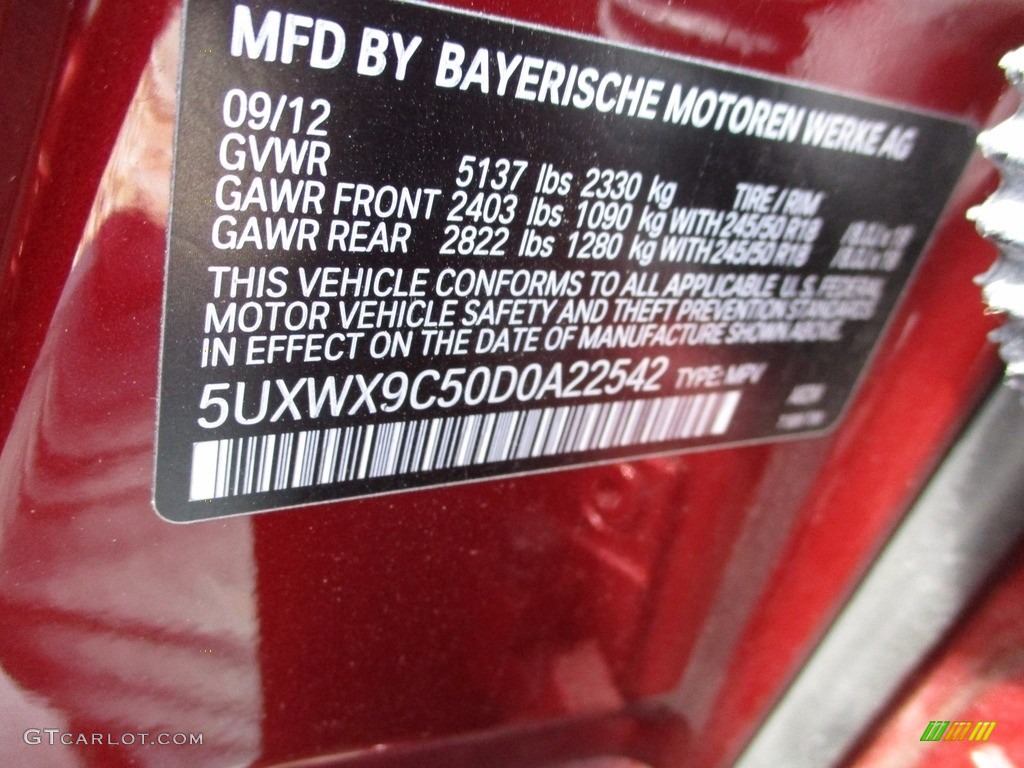 MFD BY BAYERISCHE MOTOREN WERKE AG
09/12
GVWR 5137 lbs 2330 kg TIRE / RIM
GAWR FRONT 2403 lbs 1090 kg WITH 245/50 R18
GAWR REAR 2822 lbs 1280 kg WITH 245/50 R18
THIS VEHICLE CONFORMS TO ALL APPLICABLE U.S. FEDERAL
MOTOR VEHICLE SAFETY AND THEFT PREVENTION STANDARDS
IN EFFECT ON THE DATE OF MANUFACTURE SHOWN ABOVE.
5UXWX9C50D0A22542 TYPE: MPV
GTCARLOT.COM